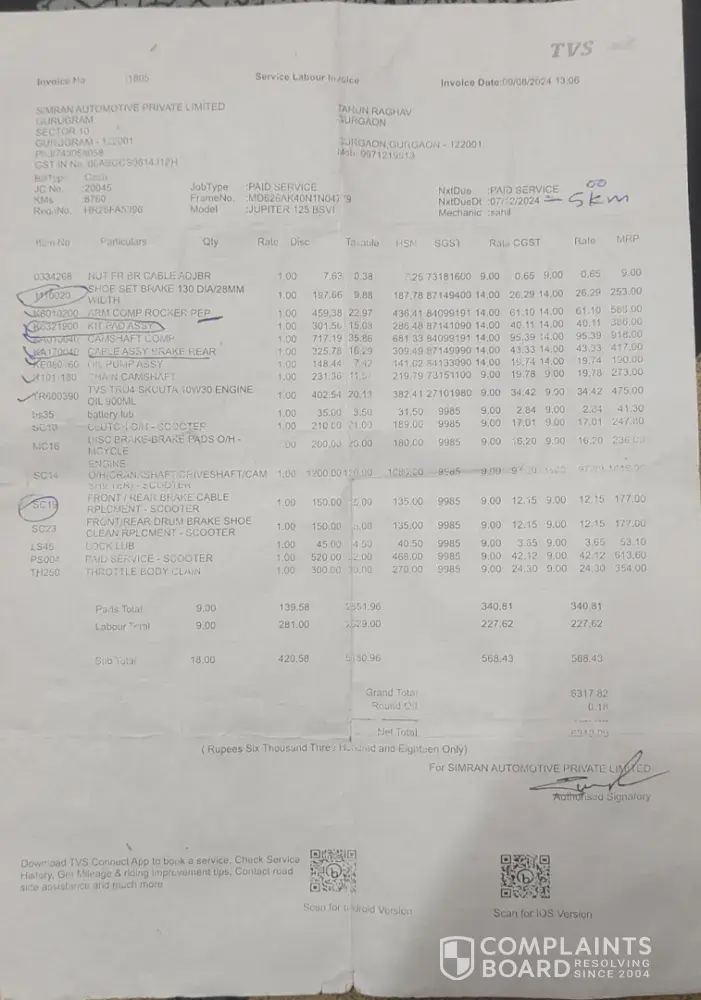 TVS
Invoice No 1805 Service Labour Invoice Invoice Date:09/08/2024 13:06
SIMRAN AUTOMOTIVE PRIVATE LIMITED
GURUGRAM
SECTOR 10
GURUGRAM - 122001
TARUN RAGHAV
GURGAON
GURGAON,GURGAON - 122001
BillType: Cash
JC No. :20045
KMs :8760
JobType :PAID SERVICE
Model :JUPITER 125 BSVI
NxtDue :PAID SERVICE
NxtDueDt :07/12/2024 = 5 00 km
Mechanic :sahil
Item No Particulars Qty Rate Disc Taxable HSM SGST Rate CGST Rate MRP
0334268 NUT FR BR CABLE ADJBR 1.00 7.63 0.38 7.25 73181600 9.00 0.65 9.00 0.65 9.00
SHOE SET BRAKE 130 DIA/28MM
WIDTH 1.00 197.66 9.88 187.78 87149400 14.00 26.29 14.00 26.29 253.00
ARM COMP ROCKER PEP 1.00 459.38 22.97 436.41 84099191 14.00 61.10 14.00 61.10 588.00
KIT PAD ASSY 1.00 301.56 15.08 286.48 87141090 14.00 40.11 14.00 40.11
CAMSHAFT COMP 1.00 717.19 35.86 681.33 84099191 14.00 95.39 14.00 95.39 918.00
CABLE ASSY BRAKE REAR 1.00 325.78 16.29 309.49 87149990 14.00 43.33 14.00 43.33 417.00
OIL PUMP ASSY 1.00 148.44 7.42 141.02 84133090 14.00 19.74 14.00 19.74 190.00
CHAIN CAMSHAFT 1.00 231.36 219.79 73151100 9.00 19.78 9.00 19.78 273.00
TVS TRU4 SKUUTA 10W30 ENGINE
OIL 900ML 1.00 402.54 20.13 382.41 27101980 9.00 34.42 9.00 34.42 475.00
bs35 battery lub 1.00 35.00 3.50 31.50 9985 9.00 2.84 9.00 2.84 41.30
CLUTCH O/H - SCOOTER 1.00 210.00 21.00 189.00 9985 9.00 17.01 9.00 17.01 247.80
MC16 DISC BRAKE-BRAKE PADS O/H -
MCYCLE 1.00 200.00 20.00 180.00 9985 9.00 16.20 9.00 16.20 236.00
ENGINE
SC14 1.00 1200.00
SC19 FRONT / REAR BRAKE CABLE
RPLCMENT - SCOOTER 1.00 150.00 135.00 9985 9.00 12.15 9.00 12.15 177.00
SC23 FRONT/REAR DRUM BRAKE SHOE
CLEAN RPLCMENT - SCOOTER 1.00 150.00 135.00 9985 9.00 12.15 9.00 12.15 177.00
LS45 LOCK LUB 1.00 45.00 4.50 40.50 9985 9.00 3.65 9.00 3.65 53.10
PS004 PAID SERVICE - SCOOTER 1.00 520.00 468.00 9985 9.00 42.12 9.00 42.12 613.60
TH250 THROTTLE BODY CLAIN 1.00 300.00 270.00 9985 9.00 24.30 9.00 24.30 354.00
Parts Total 9.00 139.58 340.81 340.81
Labour Total 9.00 281.00 227.62 227.62
Sub Total 18.00 420.58 568.43 568.43
Grand Total 6317.82
Round Off 0.18
Net Total
( Rupees Six Thousand Three Hundred and Eighteen Only)
For SIMRAN AUTOMOTIVE PRIVATE LIMITED
Authorised Signatory
Download TVS Connect App to book a service, Check Service
History, Get Mileage & riding improvement tips, Contact road
side assistance and much more
Scan for Android Version
Scan for IOS Version
COMPLAINTS
BOARD RESOLVING
SINCE 2004